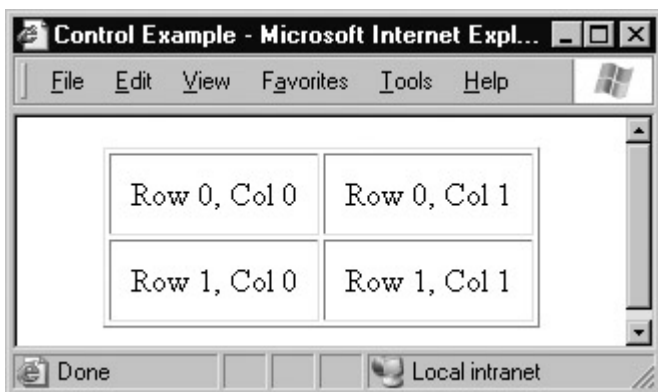 Control Example - Microsoft Internet Expl...
File Edit View Favorites Tools Help
Row 0, Col 0 Row 0, Col 1
Row 1, Col 0 Row 1, Col 1
Done Local intranet